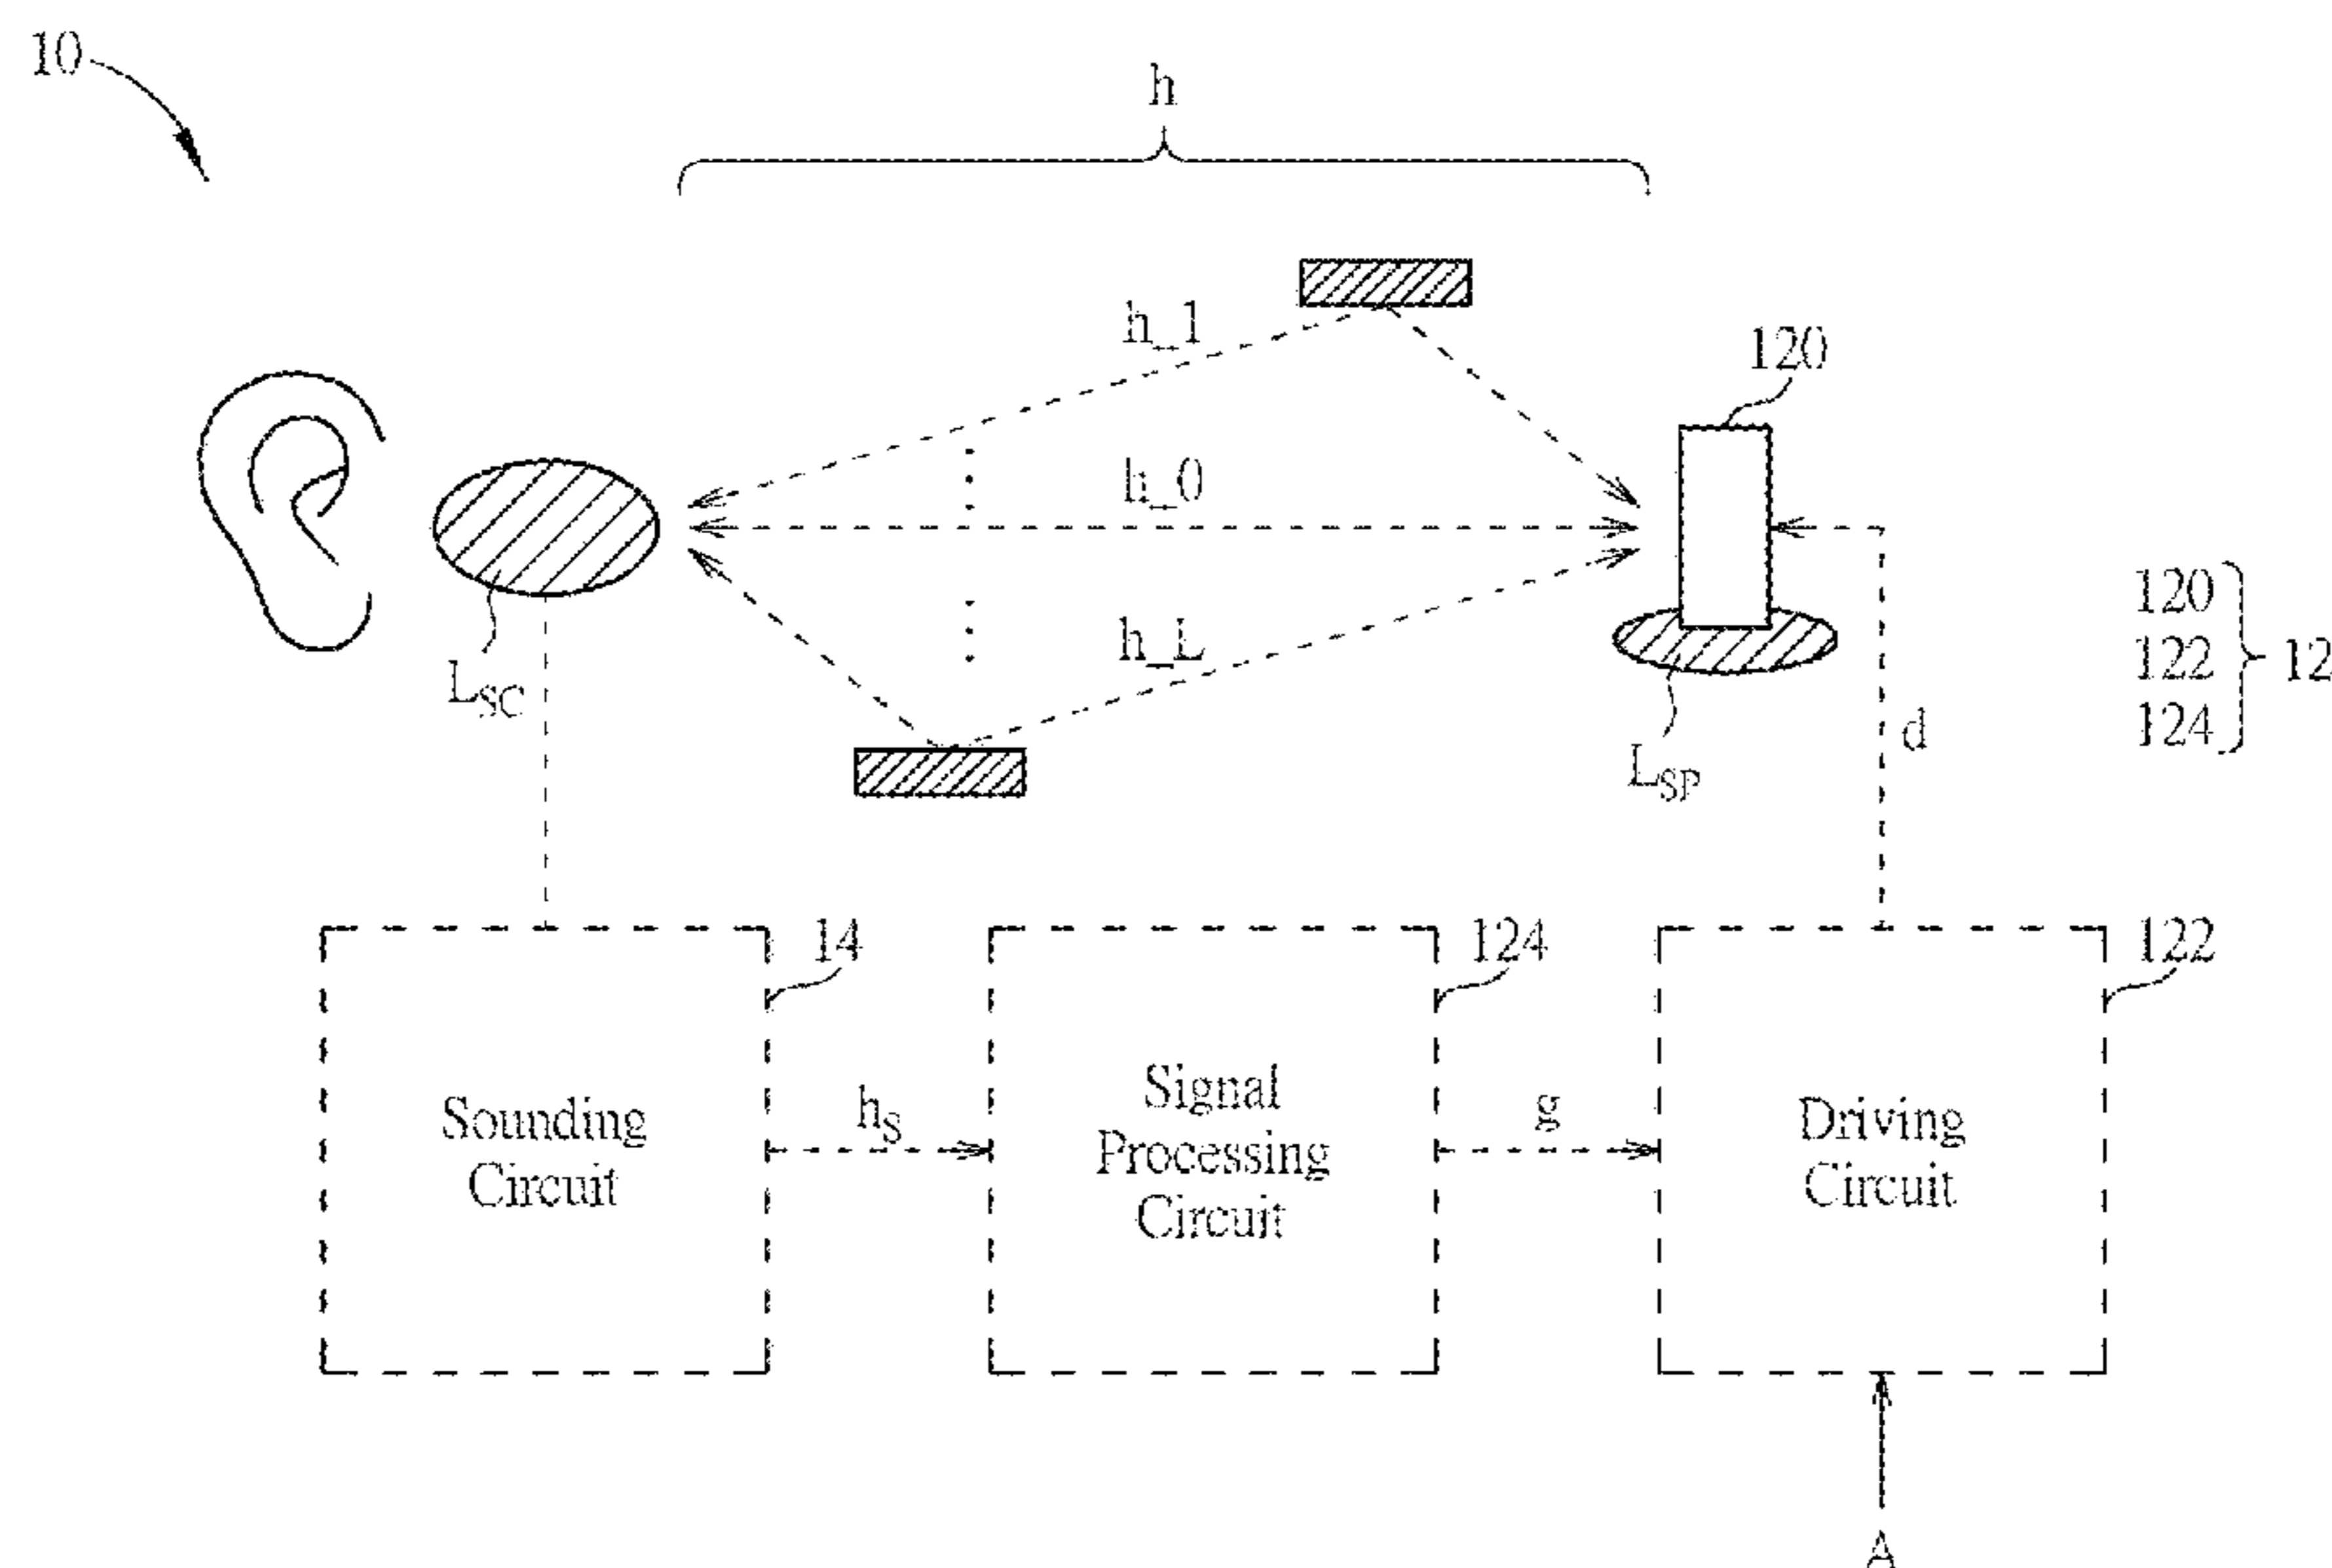 10
h
h_1
120
h_0
120
122
12
124
h_L
L_SC
L_SP
d
14
124
122
Sounding
Circuit
h_S
Signal
Processing
Circuit
g
Driving
Circuit
A